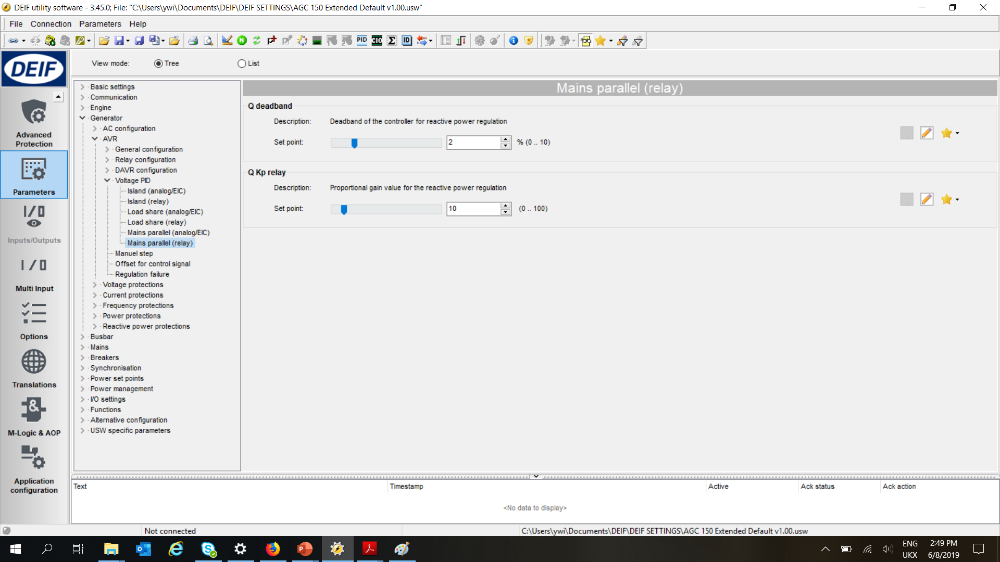 DEIF utility software - 3.45.0; File: "C:\Users\ywi\Documents\DEIF\DEIF SETTINGS\AGC 150 Extended Default v1.00.usw"
File Connection Parameters Help
PID CIO Σ ID
DEIF
View mode: Tree List
Advanced
Protection
Parameters
Inputs/Outputs
Multi Input
Options
Translations
M-Logic & AOP
Application
configuration
Basic settings
Communication
Engine
Generator
AC configuration
AVR
General configuration
Relay configuration
DAVR configuration
Voltage PID
Island (analog/EIC)
Island (relay)
Load share (analog/EIC)
Load share (relay)
Mains parallel (analog/EIC)
Mains parallel (relay)
Manuel step
Offset for control signal
Regulation failure
Voltage protections
Current protections
Frequency protections
Power protections
Reactive power protections
Busbar
Mains
Breakers
Synchronisation
Power set points
Power management
I/O settings
Functions
Alternative configuration
USW specific parameters
Mains parallel (relay)
Q deadband
Description: Deadband of the controller for reactive power regulation
Set point: 2 % (0 .. 10)
Q Kp relay
Description: Proportional gain value for the reactive power regulation
Set point: 10 (0 .. 100)
Text Timestamp Active Ack status Ack action
<No data to display>
Not connected C:\Users\ywi\Documents\DEIF\DEIF SETTINGS\AGC 150 Extended Default v1.00.usw
ENG
UKX
2:49 PM
6/8/2019